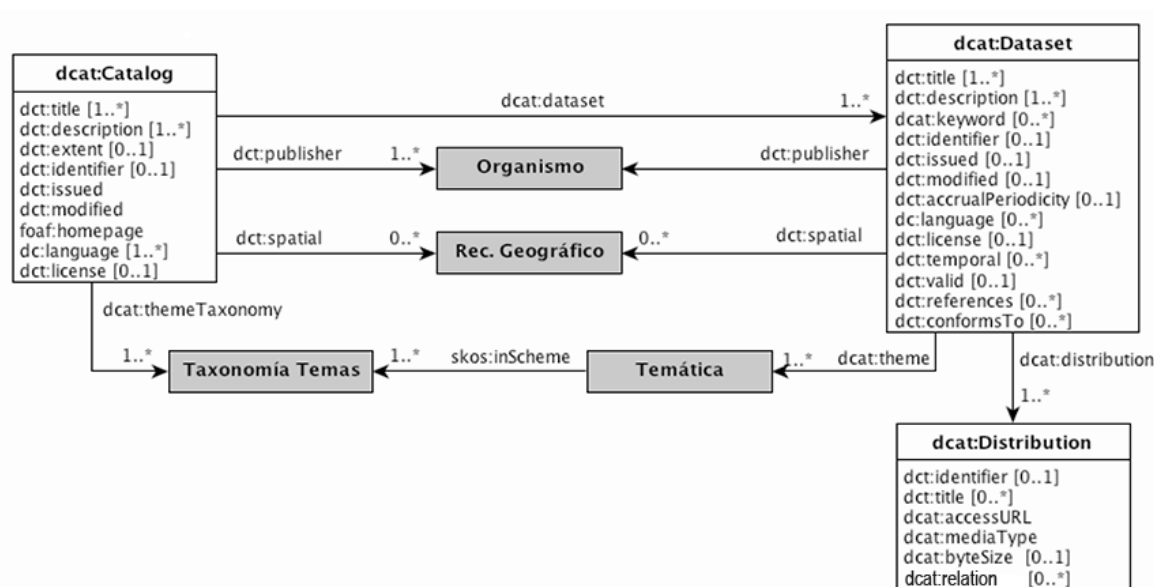 dcat:Catalog
dct:title [1..*]
dct:description [1..*]
dct:extent [0..1]
dct:identifier [0..1]
dct:issued
dct:modified
foaf:homepage
dc:language [1..*]
dct:license [0..1]
dcat:dataset 1..*
dct:publisher 1..*
Organismo
dct:publisher
dct:spatial 0..*
Rec. Geográfico
0..* dct:spatial
dcat:themeTaxonomy
1..*
Taxonomía Temas
1..* skos:inScheme
Temática
1..* dcat:theme
dcat:Dataset
dct:title [1..*]
dct:description [1..*]
dcat:keyword [0..*]
dct:identifier [0..1]
dct:issued [0..1]
dct:modified [0..1]
dct:accrualPeriodicity [0..1]
dc:language [0..*]
dct:license [0..1]
dct:temporal [0..*]
dct:valid [0..1]
dct:references [0..*]
dct:conformsTo [0..*]
dcat:distribution
1..*
dcat:Distribution
dct:identifier [0..1]
dct:title [0..*]
dcat:accessURL
dcat:mediaType
dcat:byteSize [0..1]
dcat:relation [0..*]